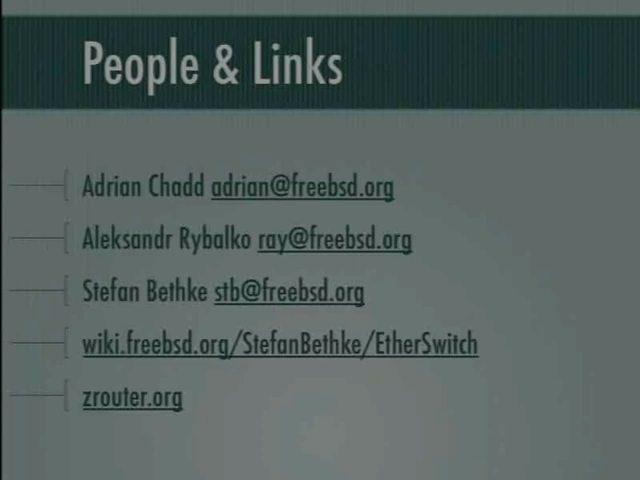 People & Links
Adrian Chadd adrian@freebsd.org
Aleksandr Rybalko ray@freebsd.org
Stefan Bethke stb@freebsd.org
wiki.freebsd.org/StefanBethke/EtherSwitch
zrouter.org